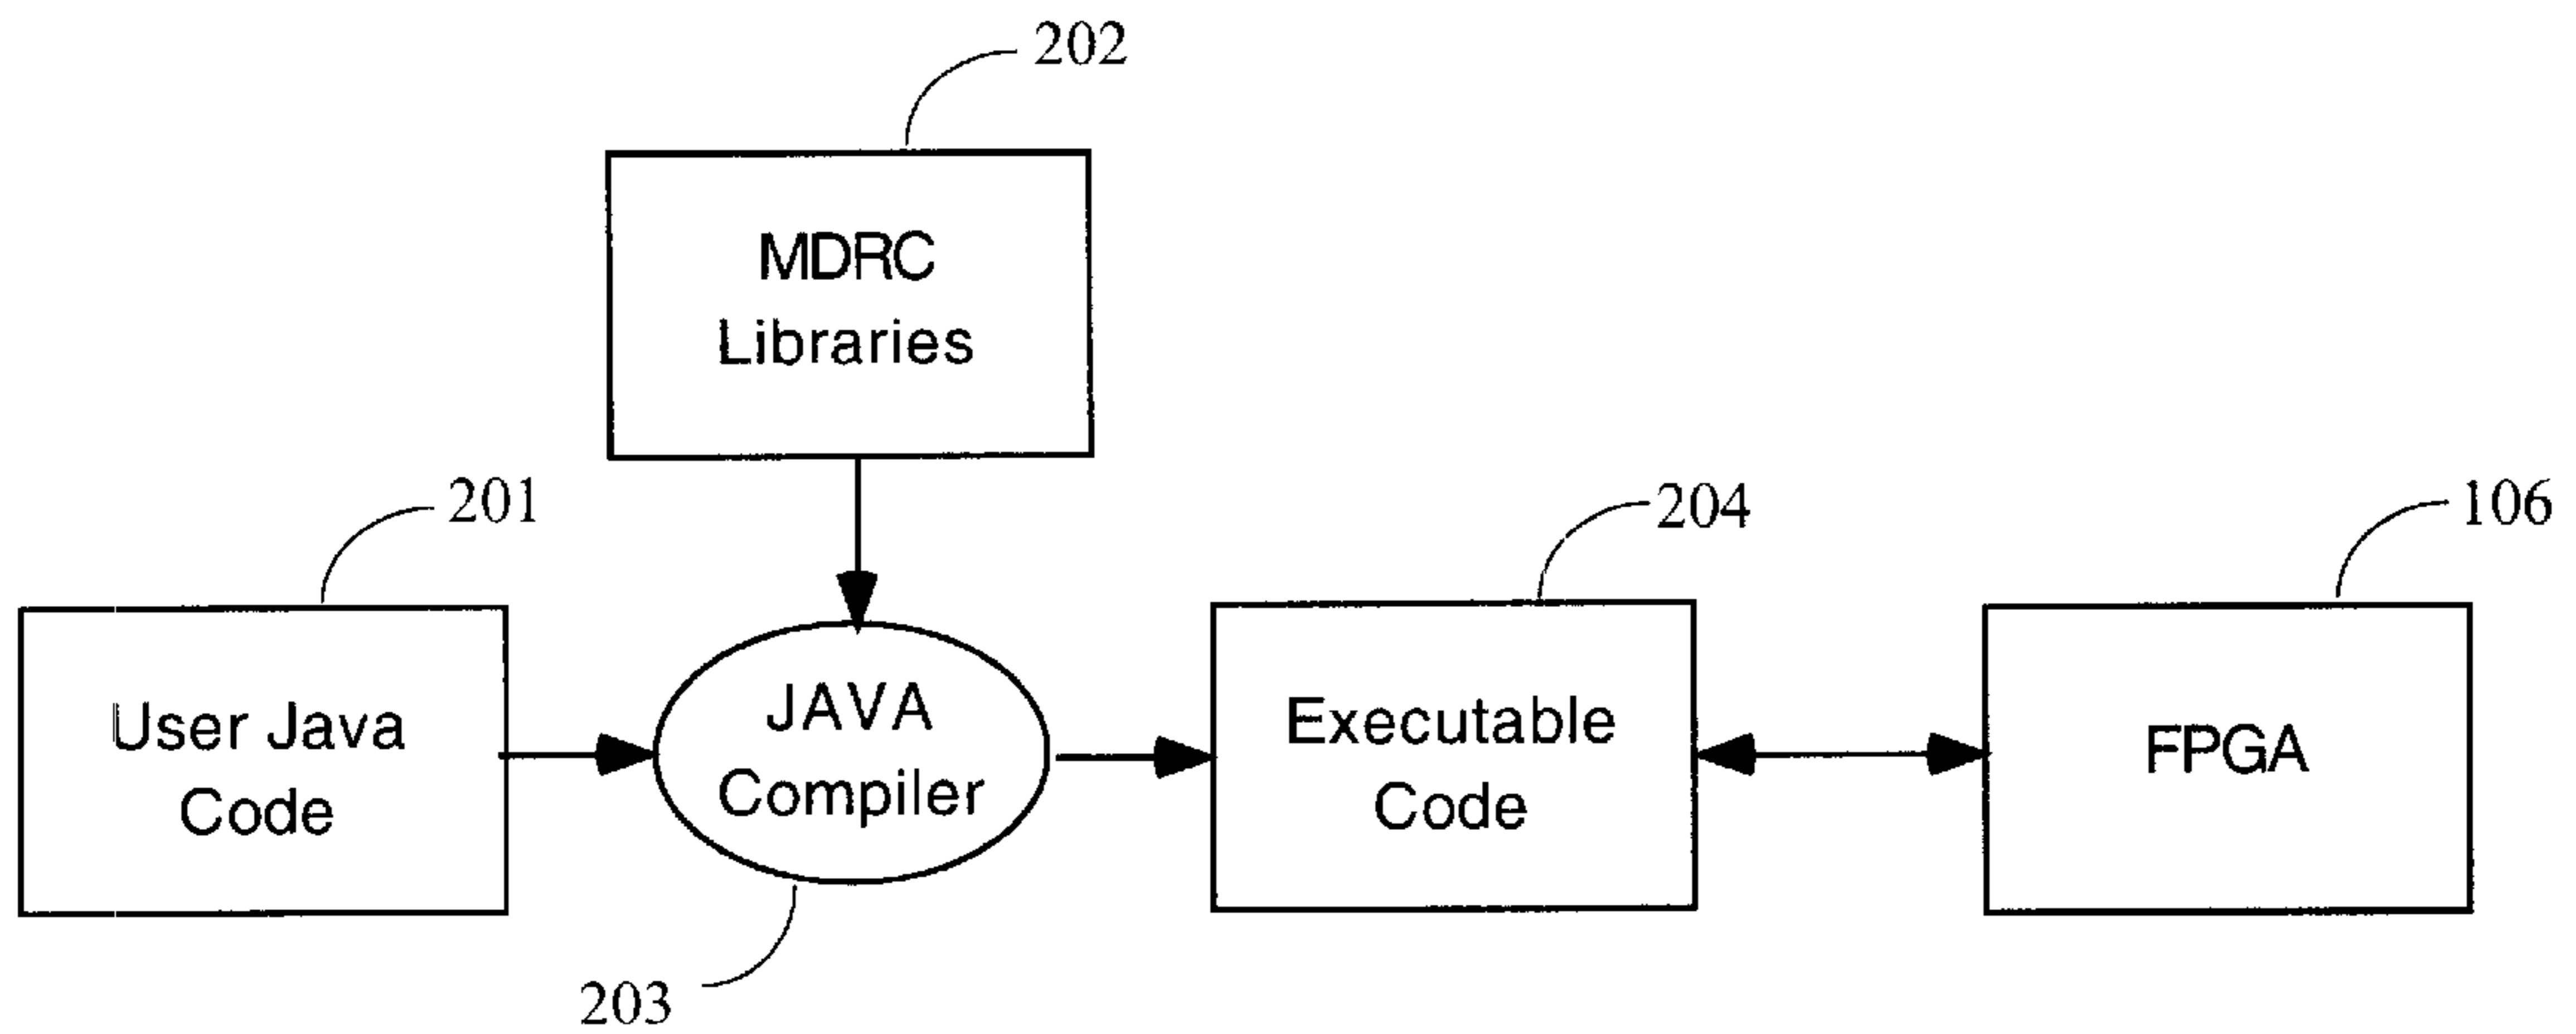 202
MDRC
Libraries
201
204
106
User Java
Code
JAVA
Compiler
Executable
Code
FPGA
203